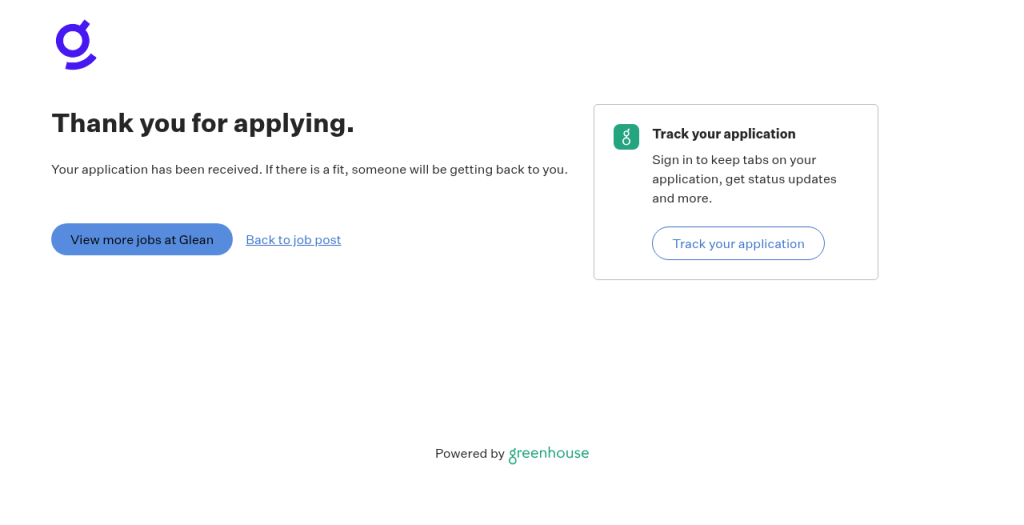 Thank you for applying.
Your application has been received. If there is a fit, someone will be getting back to you.
View more jobs at Glean
Back to job post
Track your application
Sign in to keep tabs on your
application, get status updates
and more.
Track your application
Powered by greenhouse